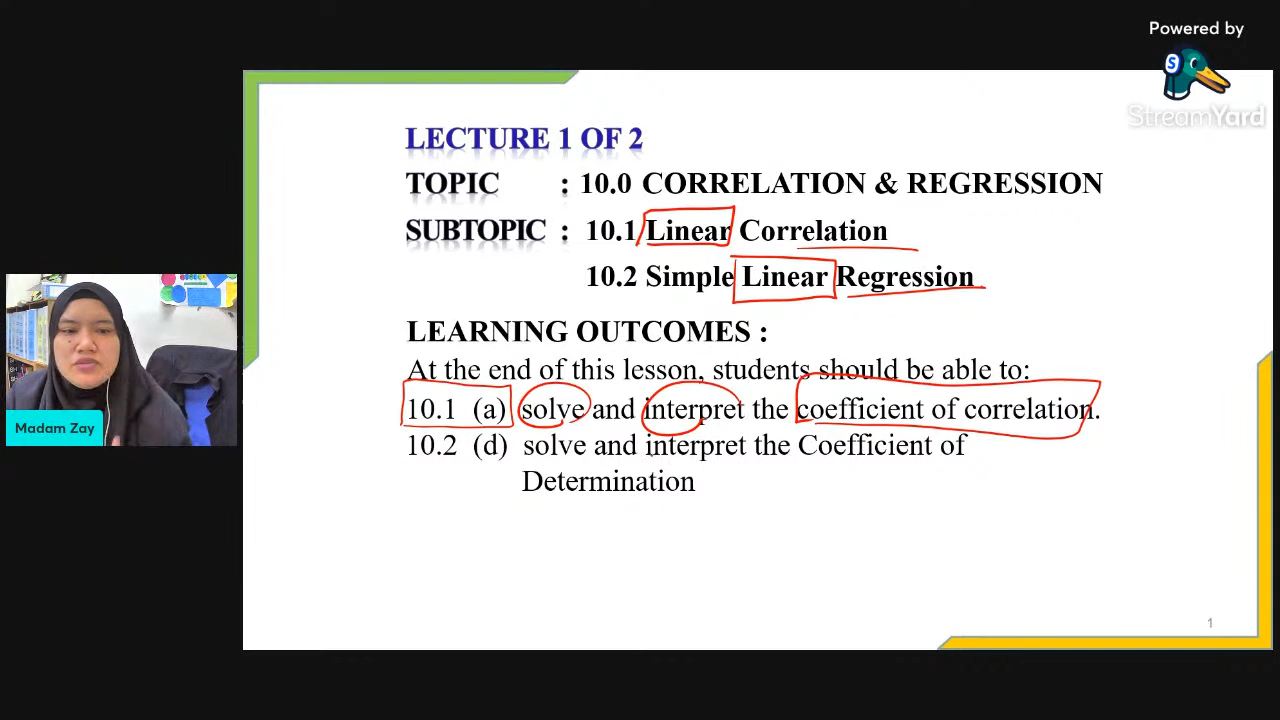 Powered by
S
StreamYard
LECTURE 1 OF 2
TOPIC : 10.0 CORRELATION & REGRESSION
SUBTOPIC : 10.1 Linear Correlation
10.2 Simple Linear Regression
LEARNING OUTCOMES :
At the end of this lesson, students should be able to:
10.1 (a) solve and interpret the coefficient of correlation.
10.2 (d) solve and interpret the Coefficient of
Determination
Madam Zay
1